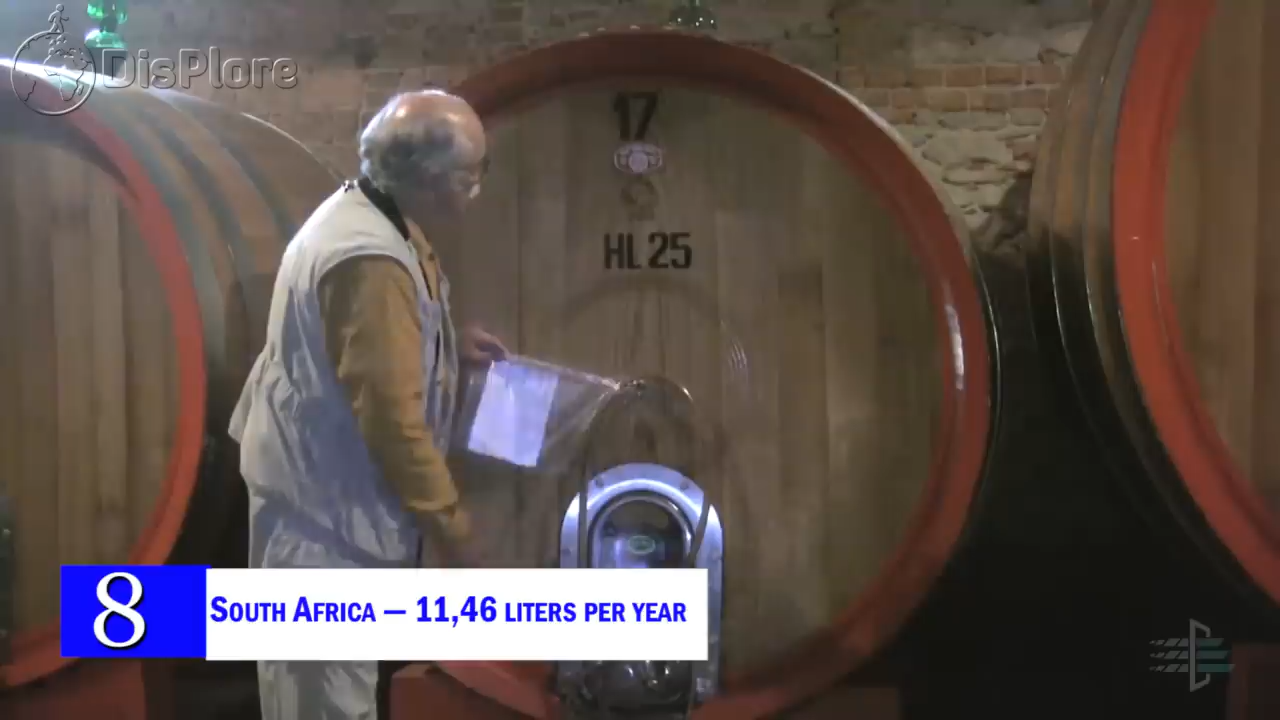 DisPlore
17
HL 25
8
South Africa — 11,46 liters per year